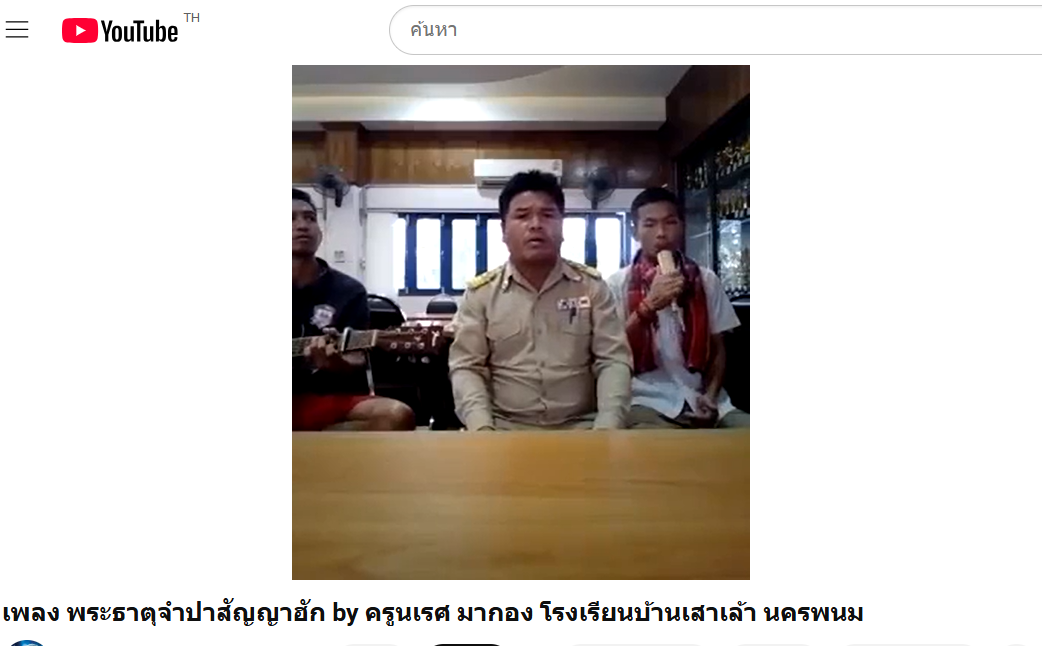 YouTube TH
ค้นหา
เพลง พระธาตุจำปาสัญญาฮัก by ครูนเรศ มากอง โรงเรียนบ้านเสาเล้า นครพนม